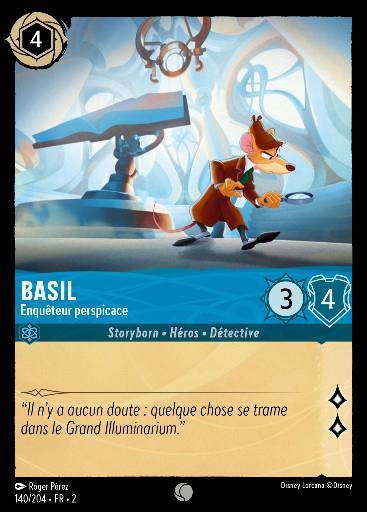 4
BASIL
Enquêteur perspicace
3
4
Storyborn • Héros • Détective
“Il n'y a aucun doute : quelque chose se trame
dans le Grand Illuminarium.”
Roger Pérez
140/204 • FR • 2
Disney Lorcana ©Disney